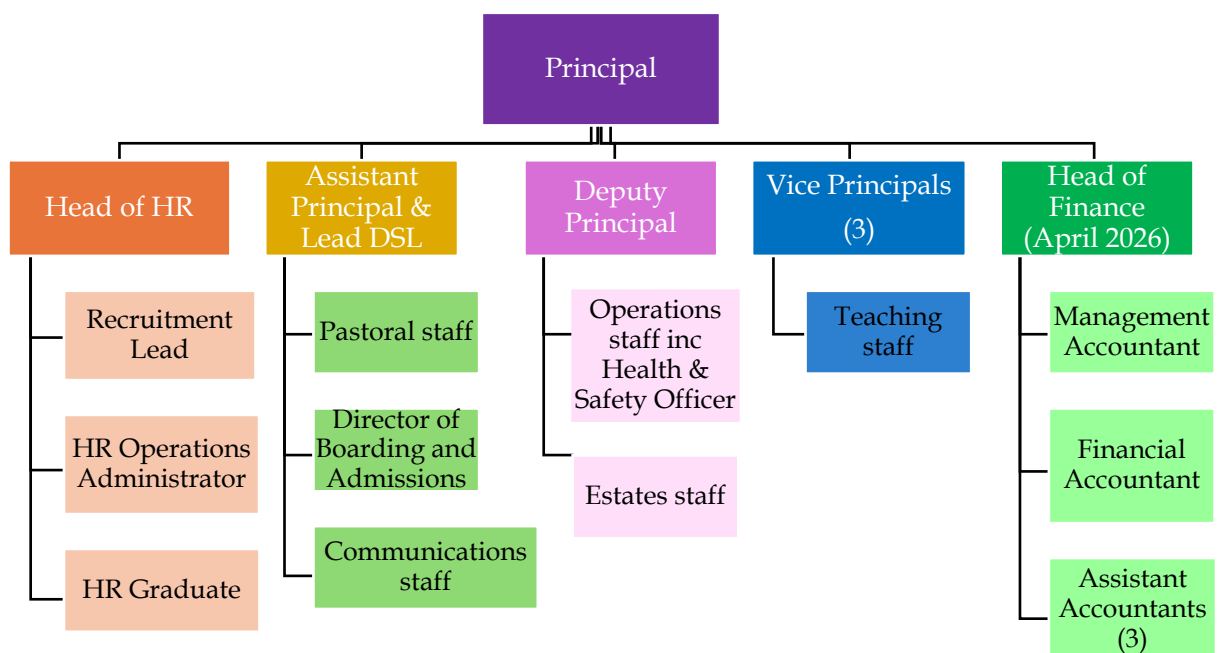 Principal
Head of HR
Assistant
Principal &
Lead DSL
Deputy
Principal
Vice Principals
(3)
Head of
Finance
(April 2026)
Recruitment
Lead
HR Operations
Administrator
HR Graduate
Pastoral staff
Director of
Boarding and
Admissions
Communications
staff
Operations
staff inc
Health &
Safety Officer
Estates staff
Teaching
staff
Management
Accountant
Financial
Accountant
Assistant
Accountants
(3)